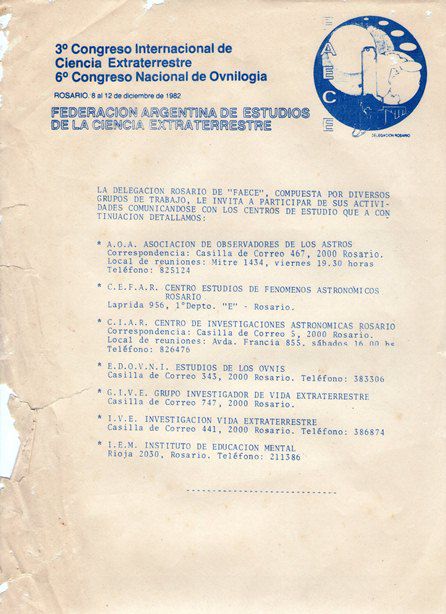 3º Congreso Internacional de
Ciencia Extraterrestre
6º Congreso Nacional de Ovnilogia
ROSARIO. 8 al 12 de diciembre de 1982
FEDERACION ARGENTINA DE ESTUDIOS
DE LA CIENCIA EXTRATERRESTRE
F
A
E
C
E
DELEGACION ROSARIO
LA DELEGACION ROSARIO DE "FAECE", COMPUESTA POR DIVERSOS
GRUPOS DE TRABAJO, LE INVITA A PARTICIPAR DE SUS ACTIVI-
DADES COMUNICANDOSE CON LOS CENTROS DE ESTUDIO QUE A CON
TINUACION DETALLAMOS:
* A.O.A. ASOCIACION DE OBSERVADORES DE LOS ASTROS
Correspondencia: Casilla de Correo 467, 2000 Rosario.
Local de reuniones: Mitre 1434, viernes 19.30 horas
Teléfono: 825124
* C.E.F.A.R. CENTRO ESTUDIOS DE FENOMENOS ASTRONOMICOS
ROSARIO
Laprida 956, 1ºDepto. "E" - Rosario.
* C.I.A.R. CENTRO DE INVESTIGACIONES ASTRONOMICAS ROSARIO
Correspondencia: Casilla de Correo 5, 2000 Rosario.
Local de reuniones: Avda. Francia 855, sábados 16.00 hs
Teléfono: 826476
* E.D.O.V.N.I. ESTUDIOS DE LOS OVNIS
Casilla de Correo 343, 2000 Rosario. Teléfono: 383306
* G.I.V.E. GRUPO INVESTIGADOR DE VIDA EXTRATERRESTRE
Casilla de Correo 747, 2000 Rosario.
* I.V.E. INVESTIGACION VIDA EXTRATERRESTRE
Casilla de Correo 441, 2000 Rosario. Teléfono: 386874
* I.E.M. INSTITUTO DE EDUCACION MENTAL
Rioja 2030, Rosario. Teléfono: 211386